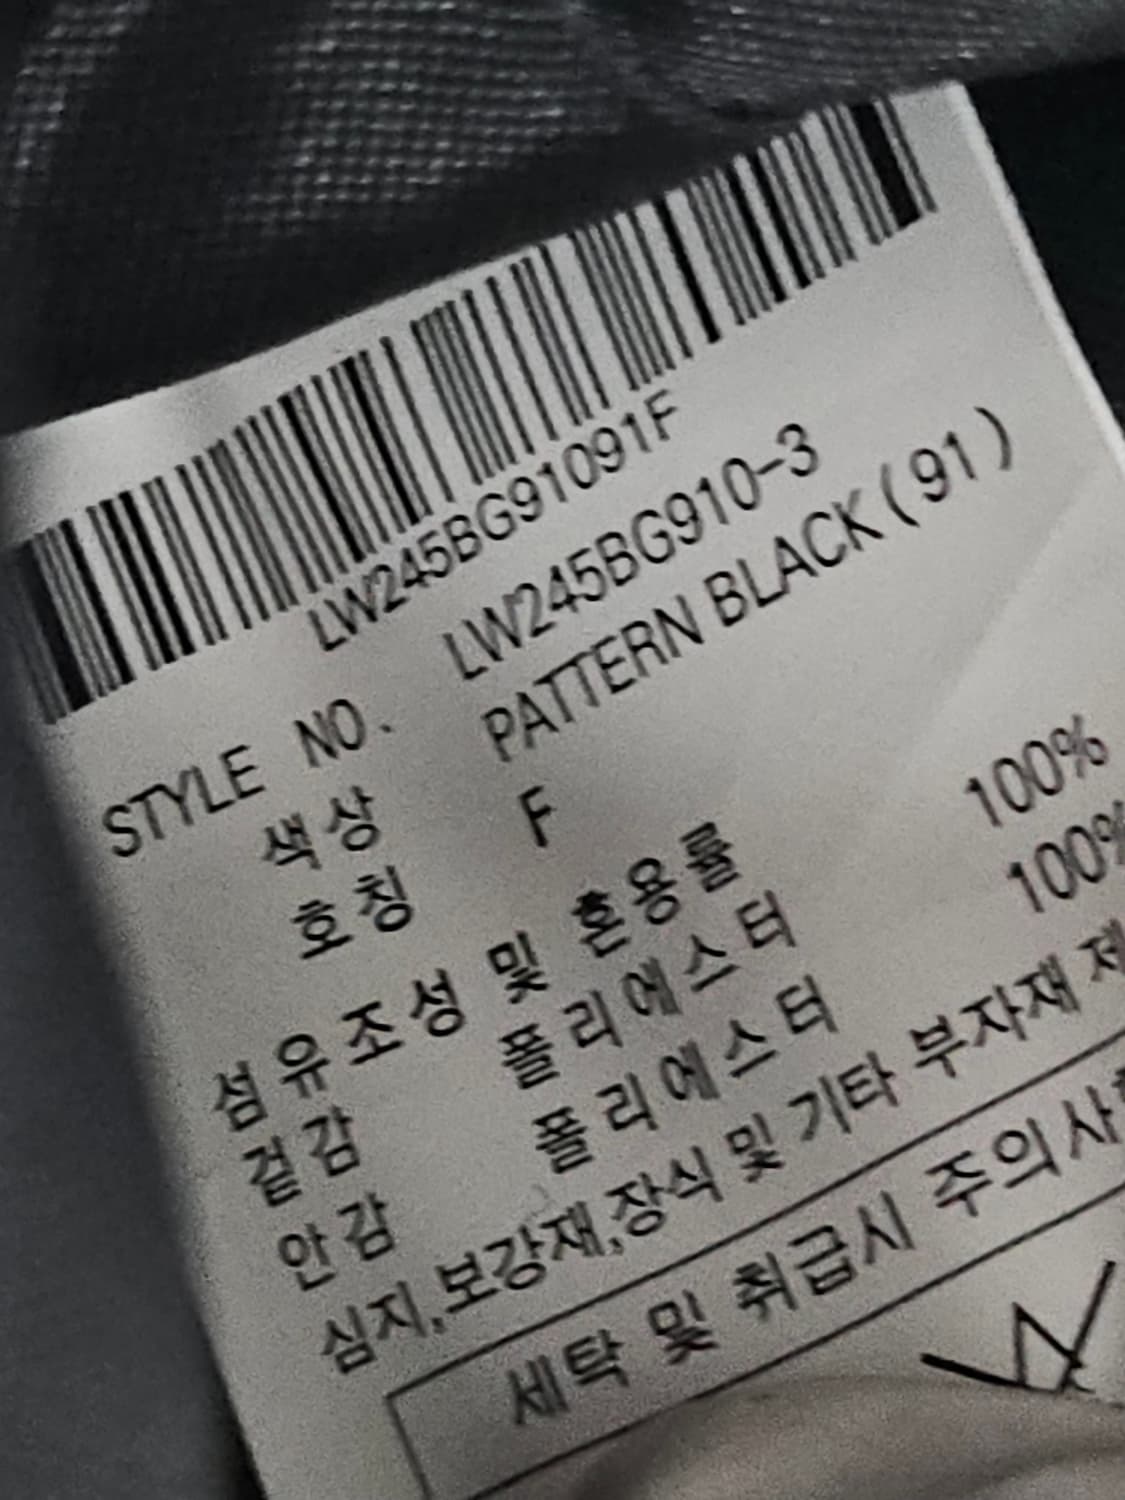 LW245BG91091F
STYLE NO. LW245BG910-3
색상 PATTERN BLACK(91)
호칭 F
섬유조성 및 혼용률
겉감 폴리에스터 100%
안감 폴리에스터 100%
심지,보강재,장식 및 기타 부자재 제
세탁 및 취급시 주의사